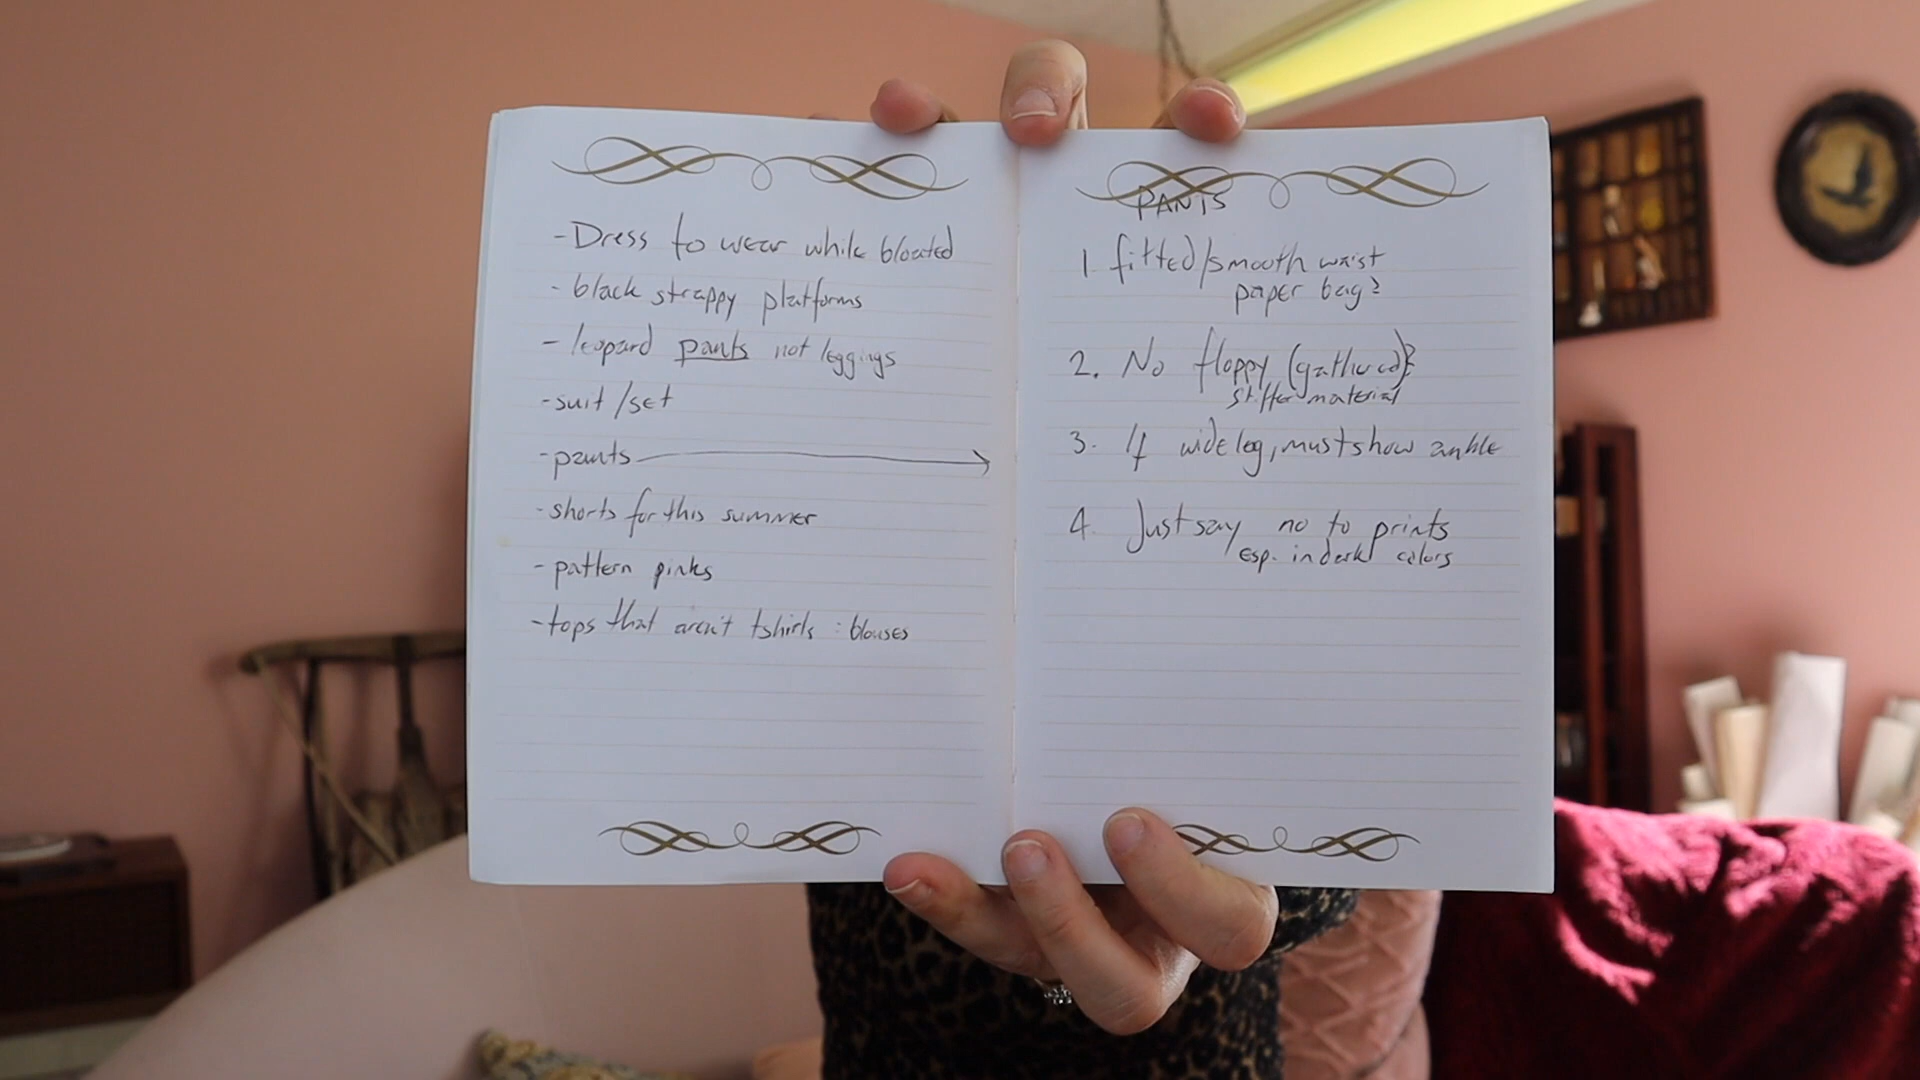 - Dress to wear while bloated
- black strappy platforms
- leopard pants not leggings
- suit/set
- pants
- shorts for this summer
- pattern pinks
- tops that aren't tshirts : blouses
PANTS
1. fitted/smooth waist
paper bag?
2. No floppy (gathered)?
stiffer material
3. If wide leg, must show ankle
4. Just say no to prints
esp. in dark colors